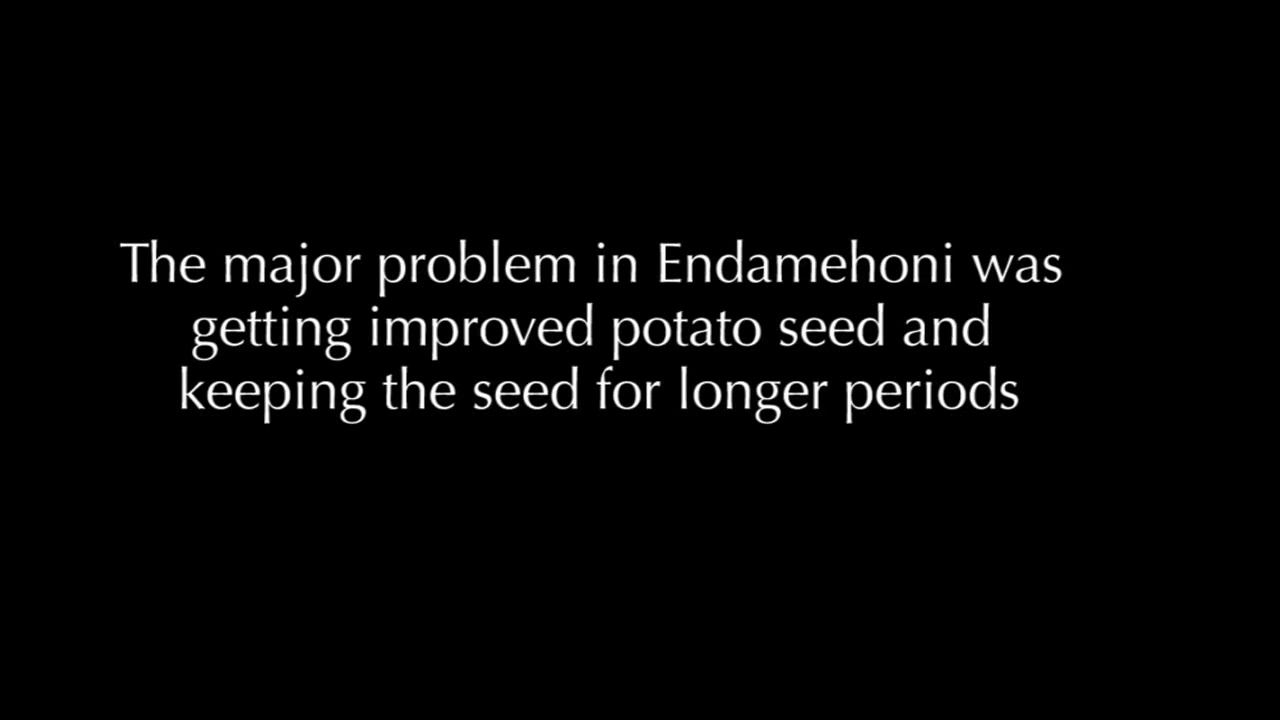 The major problem in Endamehoni was
getting improved potato seed and
keeping the seed for longer periods